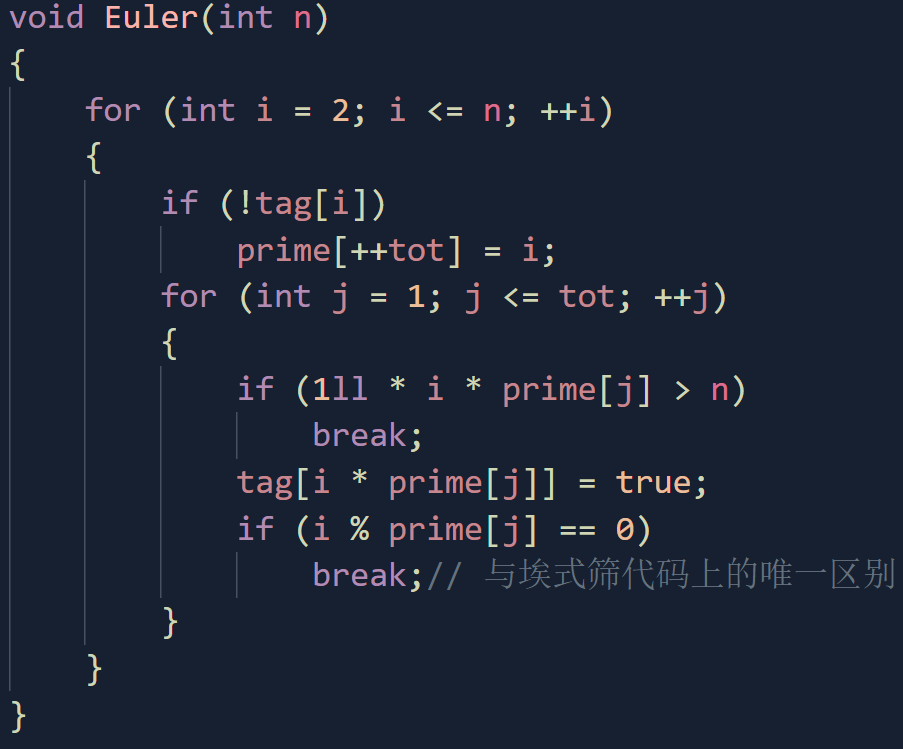 void Euler(int n)
{
    for (int i = 2; i <= n; ++i)
    {
        if (!tag[i])
            prime[++tot] = i;
        for (int j = 1; j <= tot; ++j)
        {
            if (1ll * i * prime[j] > n)
                break;
            tag[i * prime[j]] = true;
            if (i % prime[j] == 0)
                break;// 与埃式筛代码上的唯一区别
        }
    }
}